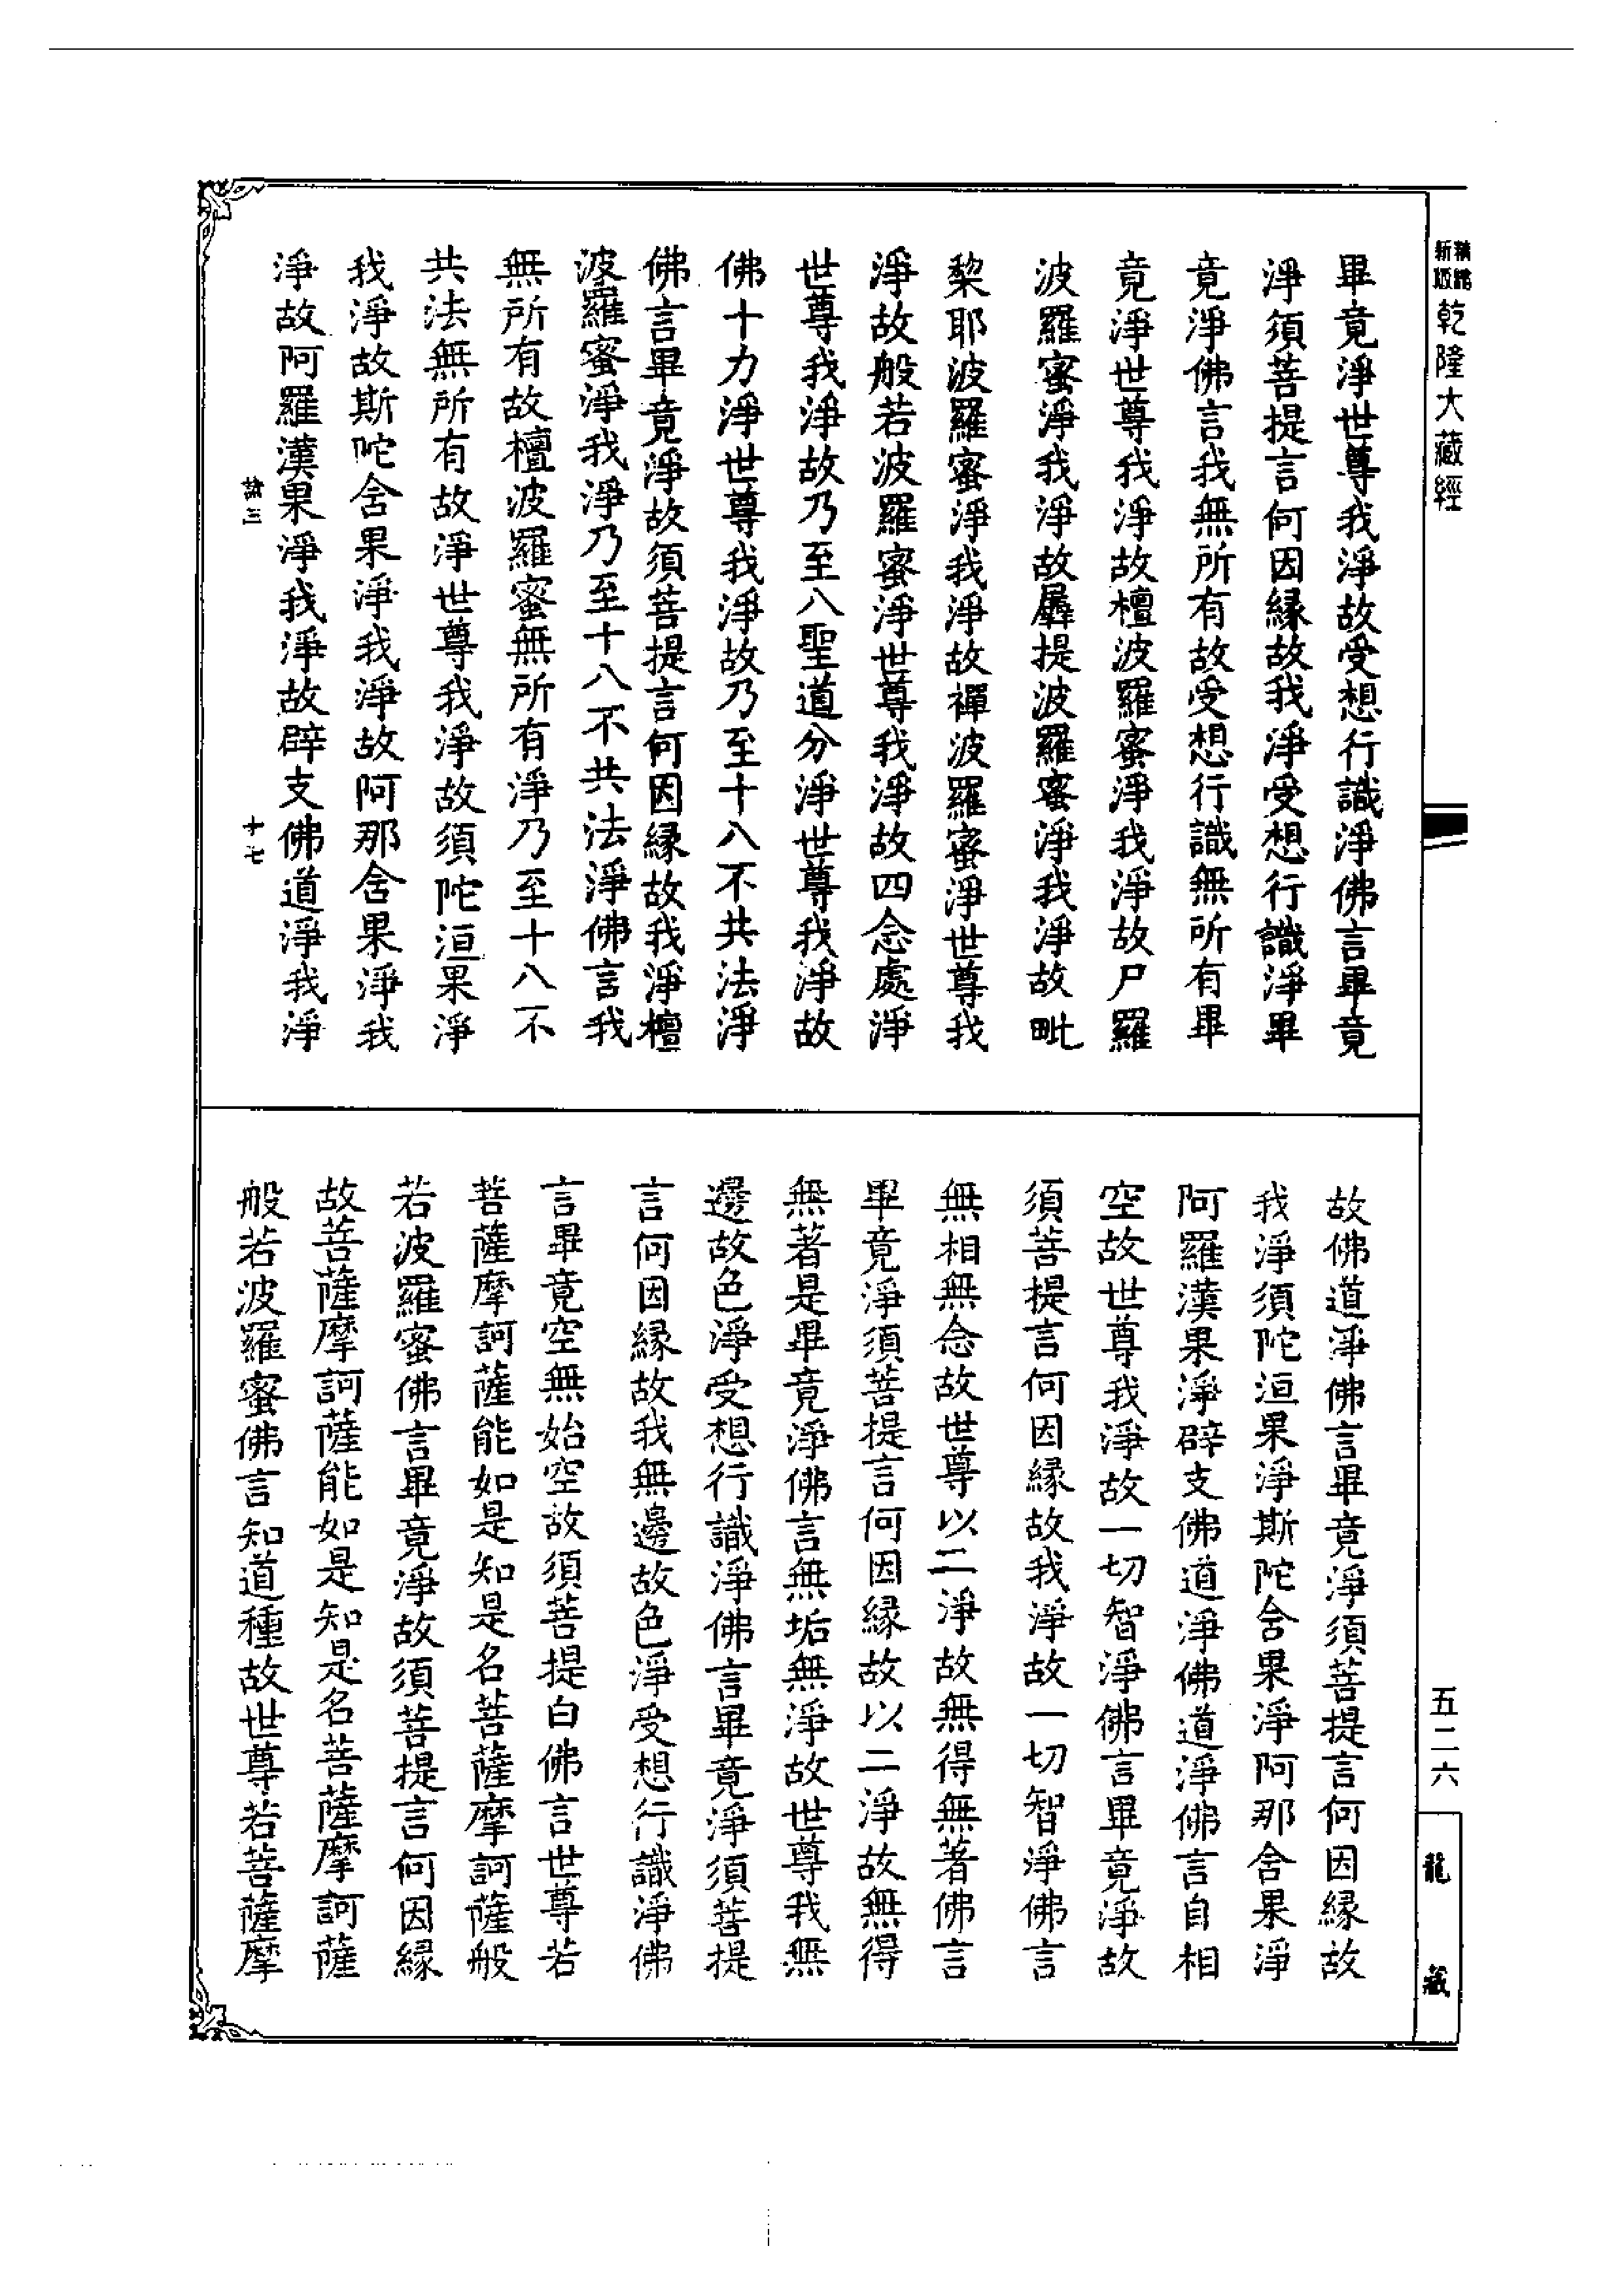 新版
乾隆大藏經
畢竟淨世尊我淨故受想行識淨佛言畢竟
淨須菩提言何因緣故我淨受想行識淨畢
竟淨佛言我無所有故受想行識無所有畢
竟淨世尊我淨故檀波羅蜜淨我淨故尸羅
波羅蜜淨我淨故羼提波羅蜜淨我淨故毗
棃耶波羅蜜淨我淨故禪波羅蜜淨世尊我
淨故般若波羅蜜淨世尊我淨故四念處淨
世尊我淨故乃至八聖道分淨世尊我淨故
佛十力淨世尊我淨故乃至十八不共法淨
佛言畢竟淨故須菩提言何因緣故我淨檀
波羅蜜淨我淨乃至十八不共法淨佛言我
無所有故檀波羅蜜無所有淨乃至十八不
共法無所有故淨世尊我淨故須陀洹果淨
我淨故斯陀含果淨我淨故阿那含果淨我
淨故阿羅漢果淨我淨故辟支佛道淨我淨
三
十七
故佛道淨佛言畢竟淨須菩提言何因緣故
我淨須陀洹果淨斯陀含果淨阿那含果淨
阿羅漢果淨辟支佛道淨佛道淨佛言自相
空故世尊我淨故一切智淨佛言畢竟淨故
須菩提言何因緣故我淨故一切智淨佛言
無相無念故世尊以二淨故無得無著佛言
畢竟淨須菩提言何因緣故以二淨故無得
無著是畢竟淨佛言無垢無淨故世尊我無
邊故色淨受想行識淨佛言畢竟淨須菩提
言何因緣故我無邊故色淨受想行識淨佛
言畢竟空無始空故須菩提白佛言世尊若
菩薩摩訶薩能如是知是名菩薩摩訶薩般
若波羅蜜佛言畢竟淨故須菩提言何因緣
故菩薩摩訶薩能如是知是名菩薩摩訶薩
般若波羅蜜佛言知道種故世尊若菩薩摩
五二六
龍藏